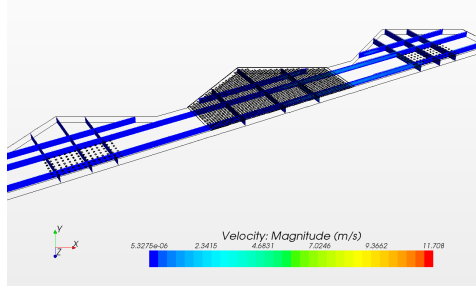 Y
X
Z
Velocity: Magnitude (m/s)
5.3275e-06 2.3415 4.6831 7.0246 9.3662 11.708